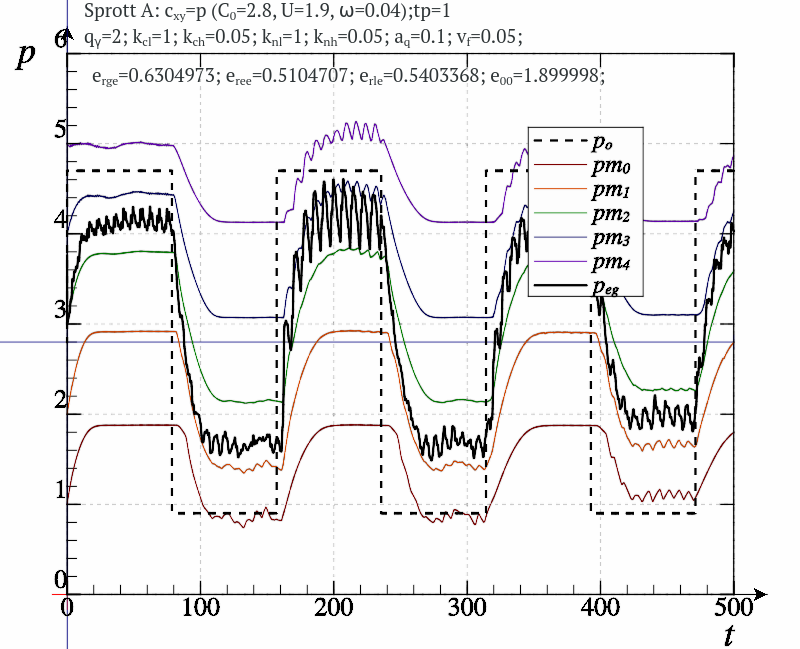 Sprott A: cxy=p (C0=2.8, U=1.9, ω=0.04);tp=1
qγ=2; kcl=1; kch=0.05; knl=1; knh=0.05; aq=0.1; vf=0.05;
erge=0.6304973; eree=0.5104707; erle=0.5403368; e00=1.899998;
p
6
5
4
3
2
1
0
po
pm0
pm1
pm2
pm3
pm4
peg
0 100 200 300 400 500
t